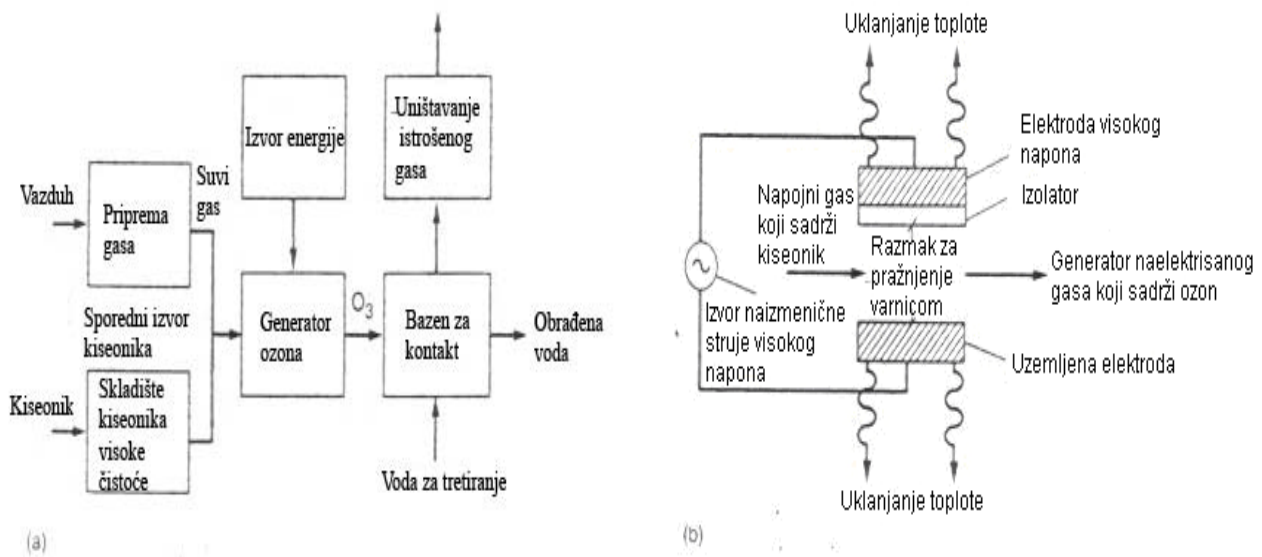 Vazduh
Priprema
gasa
Suvi
gas
Izvor energije
Uništavanje
istrošenog
gasa
Sporedni izvor
kiseonika
Generator
ozona
O3
Bazen za
kontakt
Obrađena
voda
Kiseonik
Skladište
kiseonika
visoke
čistoće
Voda za tretiranje
(a)
Uklanjanje toplote
Elektroda visokog
napona
Izolator
Napojni gas
koji sadrži
kiseonik
Razmak za
pražnjenje
varnicom
Generator naelektrisanog
gasa koji sadrži ozon
Izvor naizmenične
struje visokog
napona
Uzemljena elektroda
Uklanjanje toplote
(b)